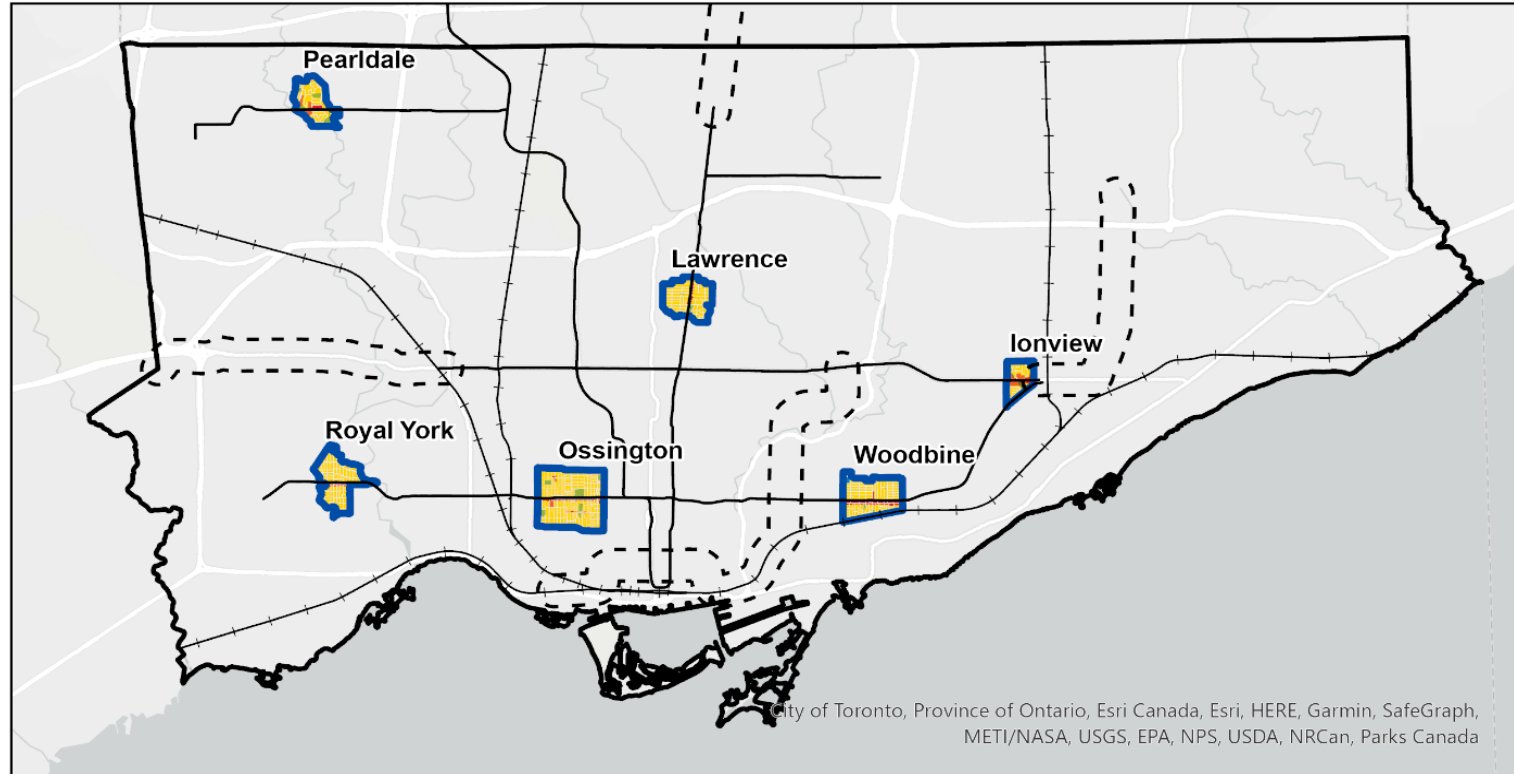 Pearldale
Lawrence
Ionview
Royal York
Ossington
Woodbine
City of Toronto, Province of Ontario, Esri Canada, Esri, HERE, Garmin, SafeGraph,
METI/NASA, USGS, EPA, NPS, USDA, NRCan, Parks Canada